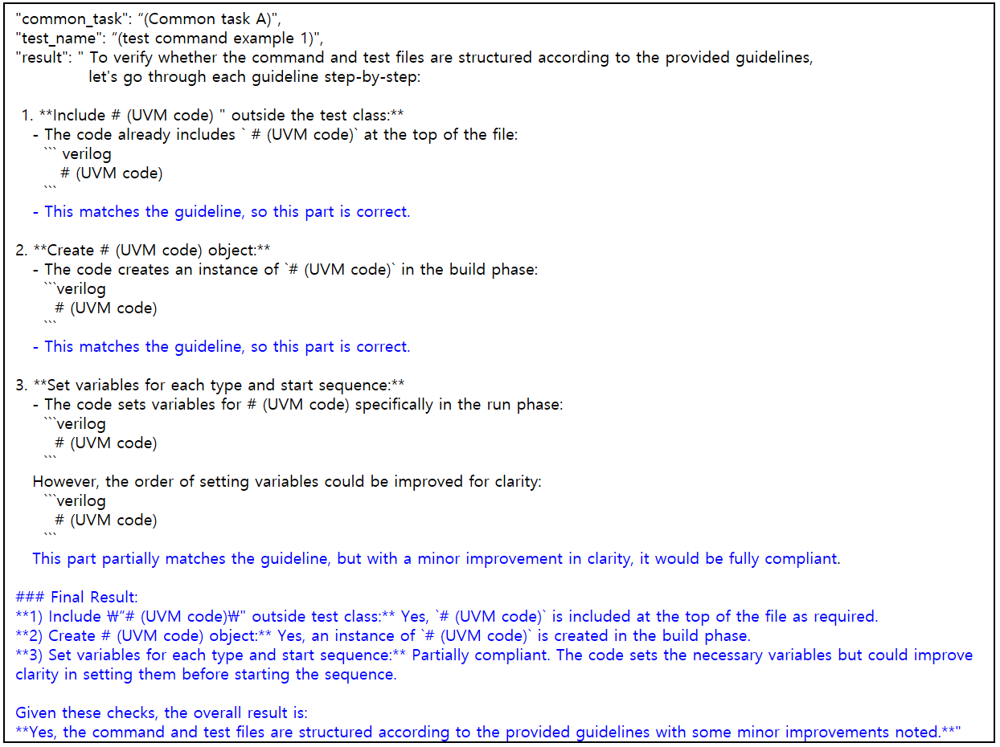 "common_task": “(Common task A)",
"test_name": “(test command example 1)",
"result": " To verify whether the command and test files are structured according to the provided guidelines,
let's go through each guideline step-by-step:
1. **Include # (UVM code) " outside the test class:**
- The code already includes ` # (UVM code)` at the top of the file:
``` verilog
# (UVM code)
```
- This matches the guideline, so this part is correct.
2. **Create # (UVM code) object:**
- The code creates an instance of `# (UVM code)` in the build phase:
```verilog
# (UVM code)
```
- This matches the guideline, so this part is correct.
3. **Set variables for each type and start sequence:**
- The code sets variables for # (UVM code) specifically in the run phase:
```verilog
# (UVM code)
```
However, the order of setting variables could be improved for clarity:
```verilog
# (UVM code)
```
This part partially matches the guideline, but with a minor improvement in clarity, it would be fully compliant.
### Final Result:
**1) Include ₩“# (UVM code)₩" outside test class:** Yes, `# (UVM code)` is included at the top of the file as required.
**2) Create # (UVM code) object:** Yes, an instance of `# (UVM code)` is created in the build phase.
**3) Set variables for each type and start sequence:** Partially compliant. The code sets the necessary variables but could improve
clarity in setting them before starting the sequence.
Given these checks, the overall result is:
**Yes, the command and test files are structured according to the provided guidelines with some minor improvements noted.**"